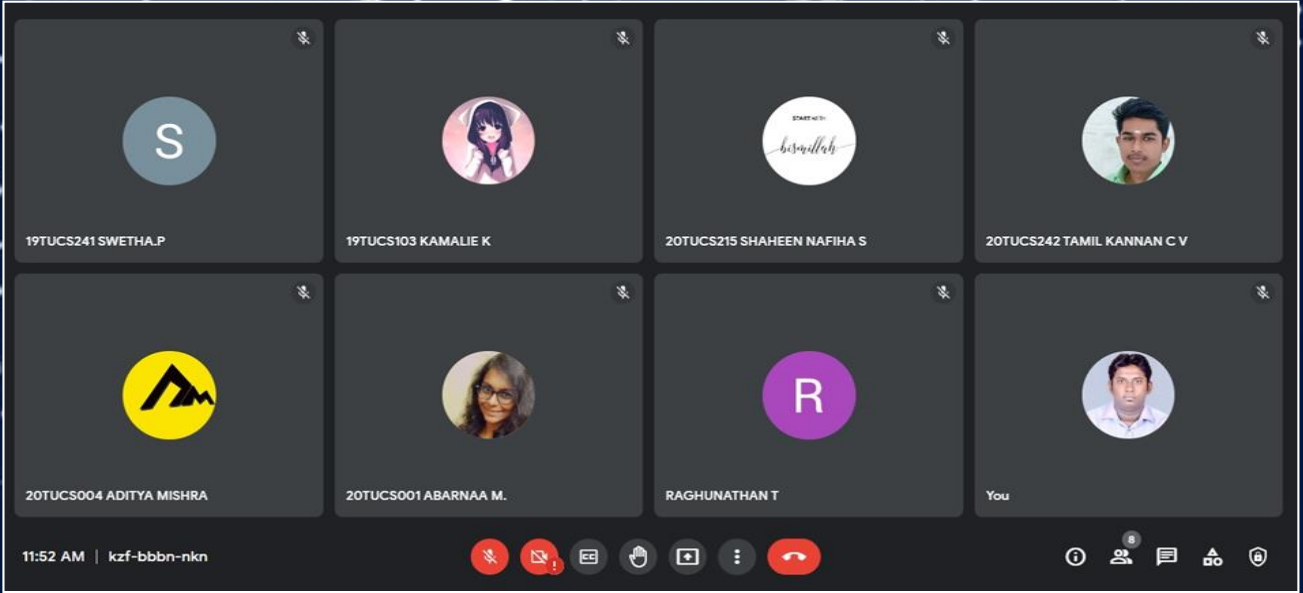 S
19TUCS241 SWETHA.P
19TUCS103 KAMALIE K
START WITH
bismillah
20TUCS215 SHAHEEN NAFIHA S
20TUCS242 TAMIL KANNAN C V
20TUCS004 ADITYA MISHRA
20TUCS001 ABARNAA M.
R
RAGHUNATHAN T
You
11:52 AM | kzf-bbbn-nkn
CC
!
8